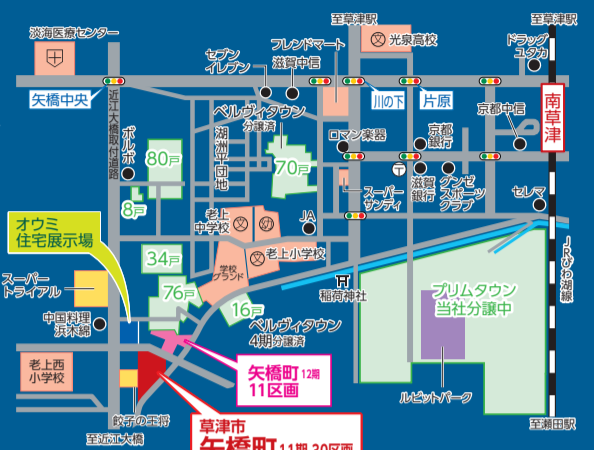 至草津駅
至草津駅
淡海医療センター
フレンドマート
光泉高校
ドラッグ
ユタカ
セブン
イレブン
滋賀中信
矢橋中央
川の下
片原
南草津
近江大橋取付道路
ベルヴィタウン
分譲済
京都中信
湖洲平団地
ロマン楽器
京都
銀行
ボルボ
80戸
70戸
滋賀
銀行
グンゼ
スポーツ
クラブ
スーパー
サンディ
8戸
セレマ
老上
中学校
JA
オウミ
住宅展示場
老上小学校
34戸
学校
グランド
JRびわ湖線
スーパー
トライアル
76戸
稲荷神社
プリムタウン
当社分譲中
16戸
中国料理
浜木綿
ベルヴィタウン
4期分譲済
老上西
小学校
矢橋町12期
11区画
ルビットパーク
餃子の王将
草津市
矢橋町11期30区画
至近江大橋
至瀬田駅